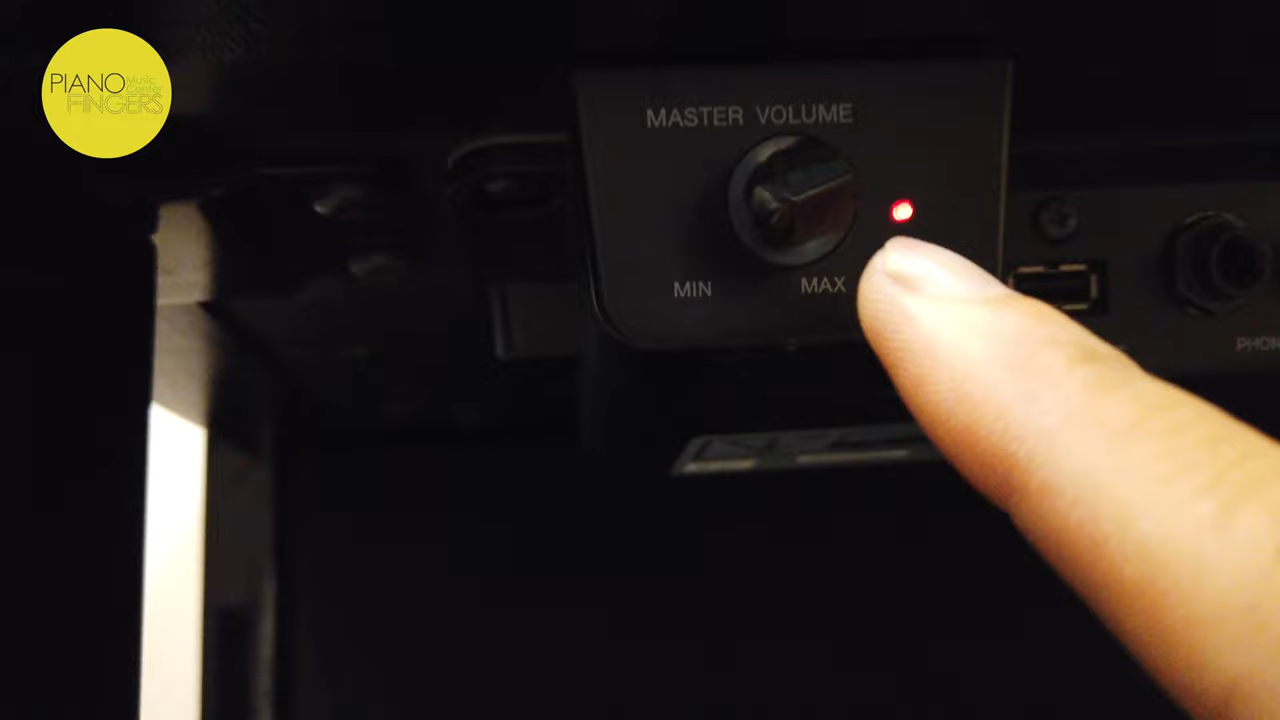 PIANO Music
Center
FINGERS
MASTER VOLUME
MIN MAX